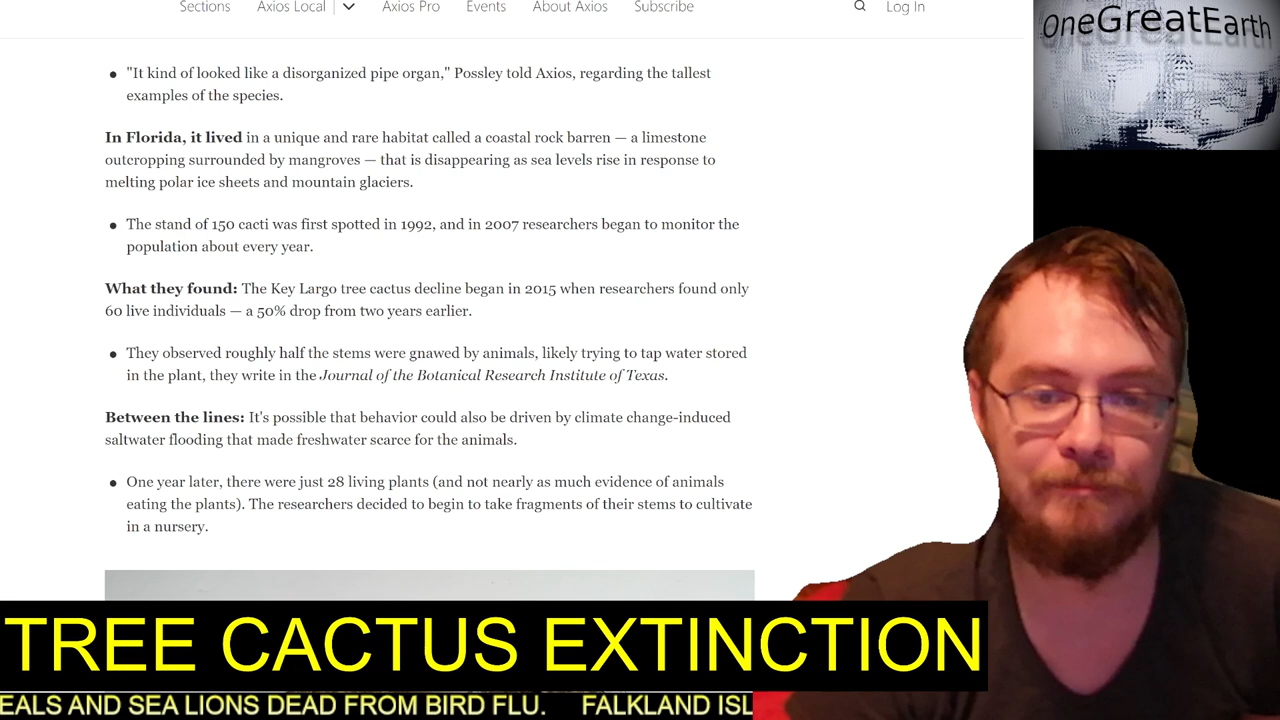 Sections Axios Local Axios Pro Events About Axios Subscribe Log In
OneGreatEarth
"It kind of looked like a disorganized pipe organ," Possley told Axios, regarding the tallest
examples of the species.
In Florida, it lived in a unique and rare habitat called a coastal rock barren — a limestone
outcropping surrounded by mangroves — that is disappearing as sea levels rise in response to
melting polar ice sheets and mountain glaciers.
The stand of 150 cacti was first spotted in 1992, and in 2007 researchers began to monitor the
population about every year.
What they found: The Key Largo tree cactus decline began in 2015 when researchers found only
60 live individuals — a 50% drop from two years earlier.
They observed roughly half the stems were gnawed by animals, likely trying to tap water stored
in the plant, they write in the Journal of the Botanical Research Institute of Texas.
Between the lines: It's possible that behavior could also be driven by climate change-induced
saltwater flooding that made freshwater scarce for the animals.
One year later, there were just 28 living plants (and not nearly as much evidence of animals
eating the plants). The researchers decided to begin to take fragments of their stems to cultivate
in a nursery.
TREE CACTUS EXTINCTION
EALS AND SEA LIONS DEAD FROM BIRD FLU. FALKLAND ISL